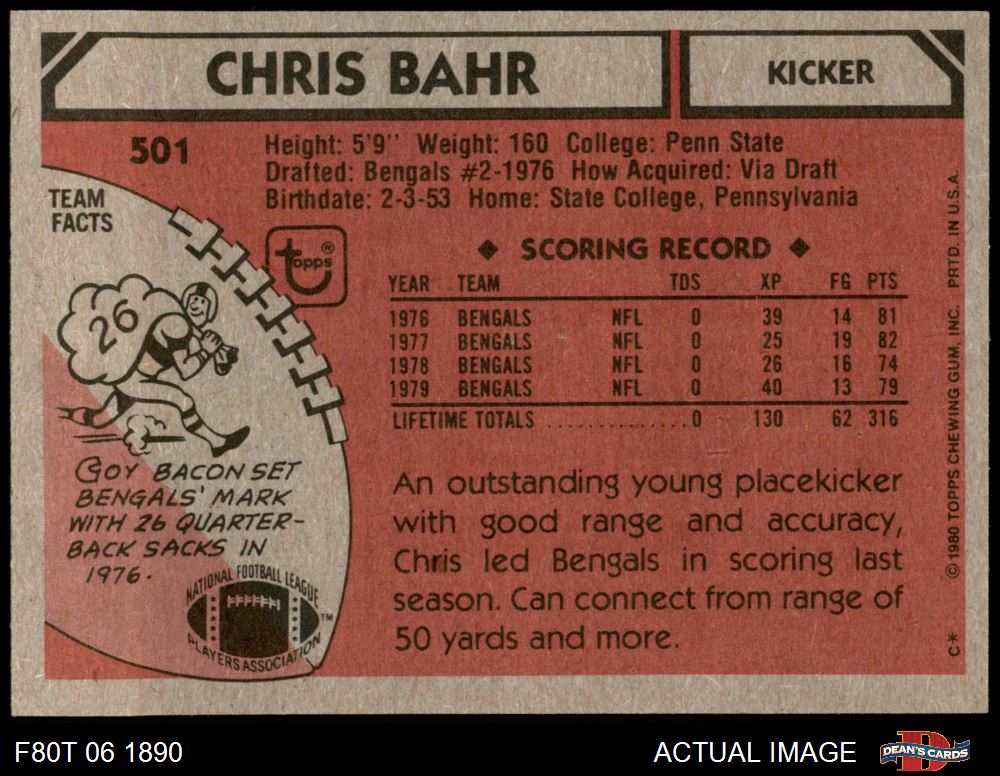 CHRIS BAHR
KICKER
501
Height: 5'9" Weight: 160 College: Penn State
Drafted: Bengals #2-1976 How Acquired: Via Draft
Birthdate: 2-3-53 Home: State College, Pennsylvania
TEAM
FACTS
topps®
26
COY BACON SET
BENGALS' MARK
WITH 26 QUARTER-
BACK SACKS IN
1976.
NATIONAL FOOTBALL LEAGUE
PLAYERS ASSOCIATION
TM
◆ SCORING RECORD ◆
YEAR TEAM TDS XP FG PTS
1976 BENGALS NFL 0 39 14 81
1977 BENGALS NFL 0 25 19 82
1978 BENGALS NFL 0 26 16 74
1979 BENGALS NFL 0 40 13 79
LIFETIME TOTALS .............. 0 130 62 316
An outstanding young placekicker
with good range and accuracy,
Chris led Bengals in scoring last
season. Can connect from range of
50 yards and more.
C* © 1980 TOPPS CHEWING GUM, INC. PRTD. IN U.S.A.
F80T 06 1890
ACTUAL IMAGE
DEAN'S CARDS